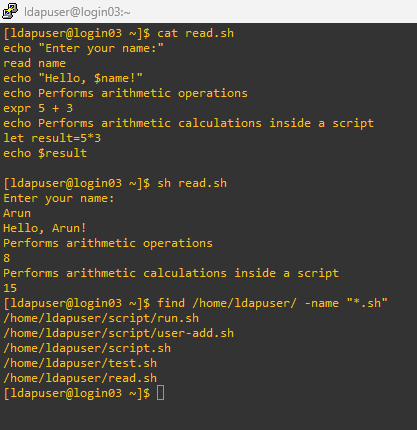 ldapuser@login03:~
[ldapuser@login03 ~]$ cat read.sh
echo "Enter your name:"
read name
echo "Hello, $name!"
echo Performs arithmetic operations
expr 5 + 3
echo Performs arithmetic calculations inside a script
let result=5*3
echo $result
[ldapuser@login03 ~]$ sh read.sh
Enter your name:
Arun
Hello, Arun!
Performs arithmetic operations
8
Performs arithmetic calculations inside a script
15
[ldapuser@login03 ~]$ find /home/ldapuser/ -name "*.sh"
/home/ldapuser/script/run.sh
/home/ldapuser/script/user-add.sh
/home/ldapuser/script.sh
/home/ldapuser/test.sh
/home/ldapuser/read.sh
[ldapuser@login03 ~]$